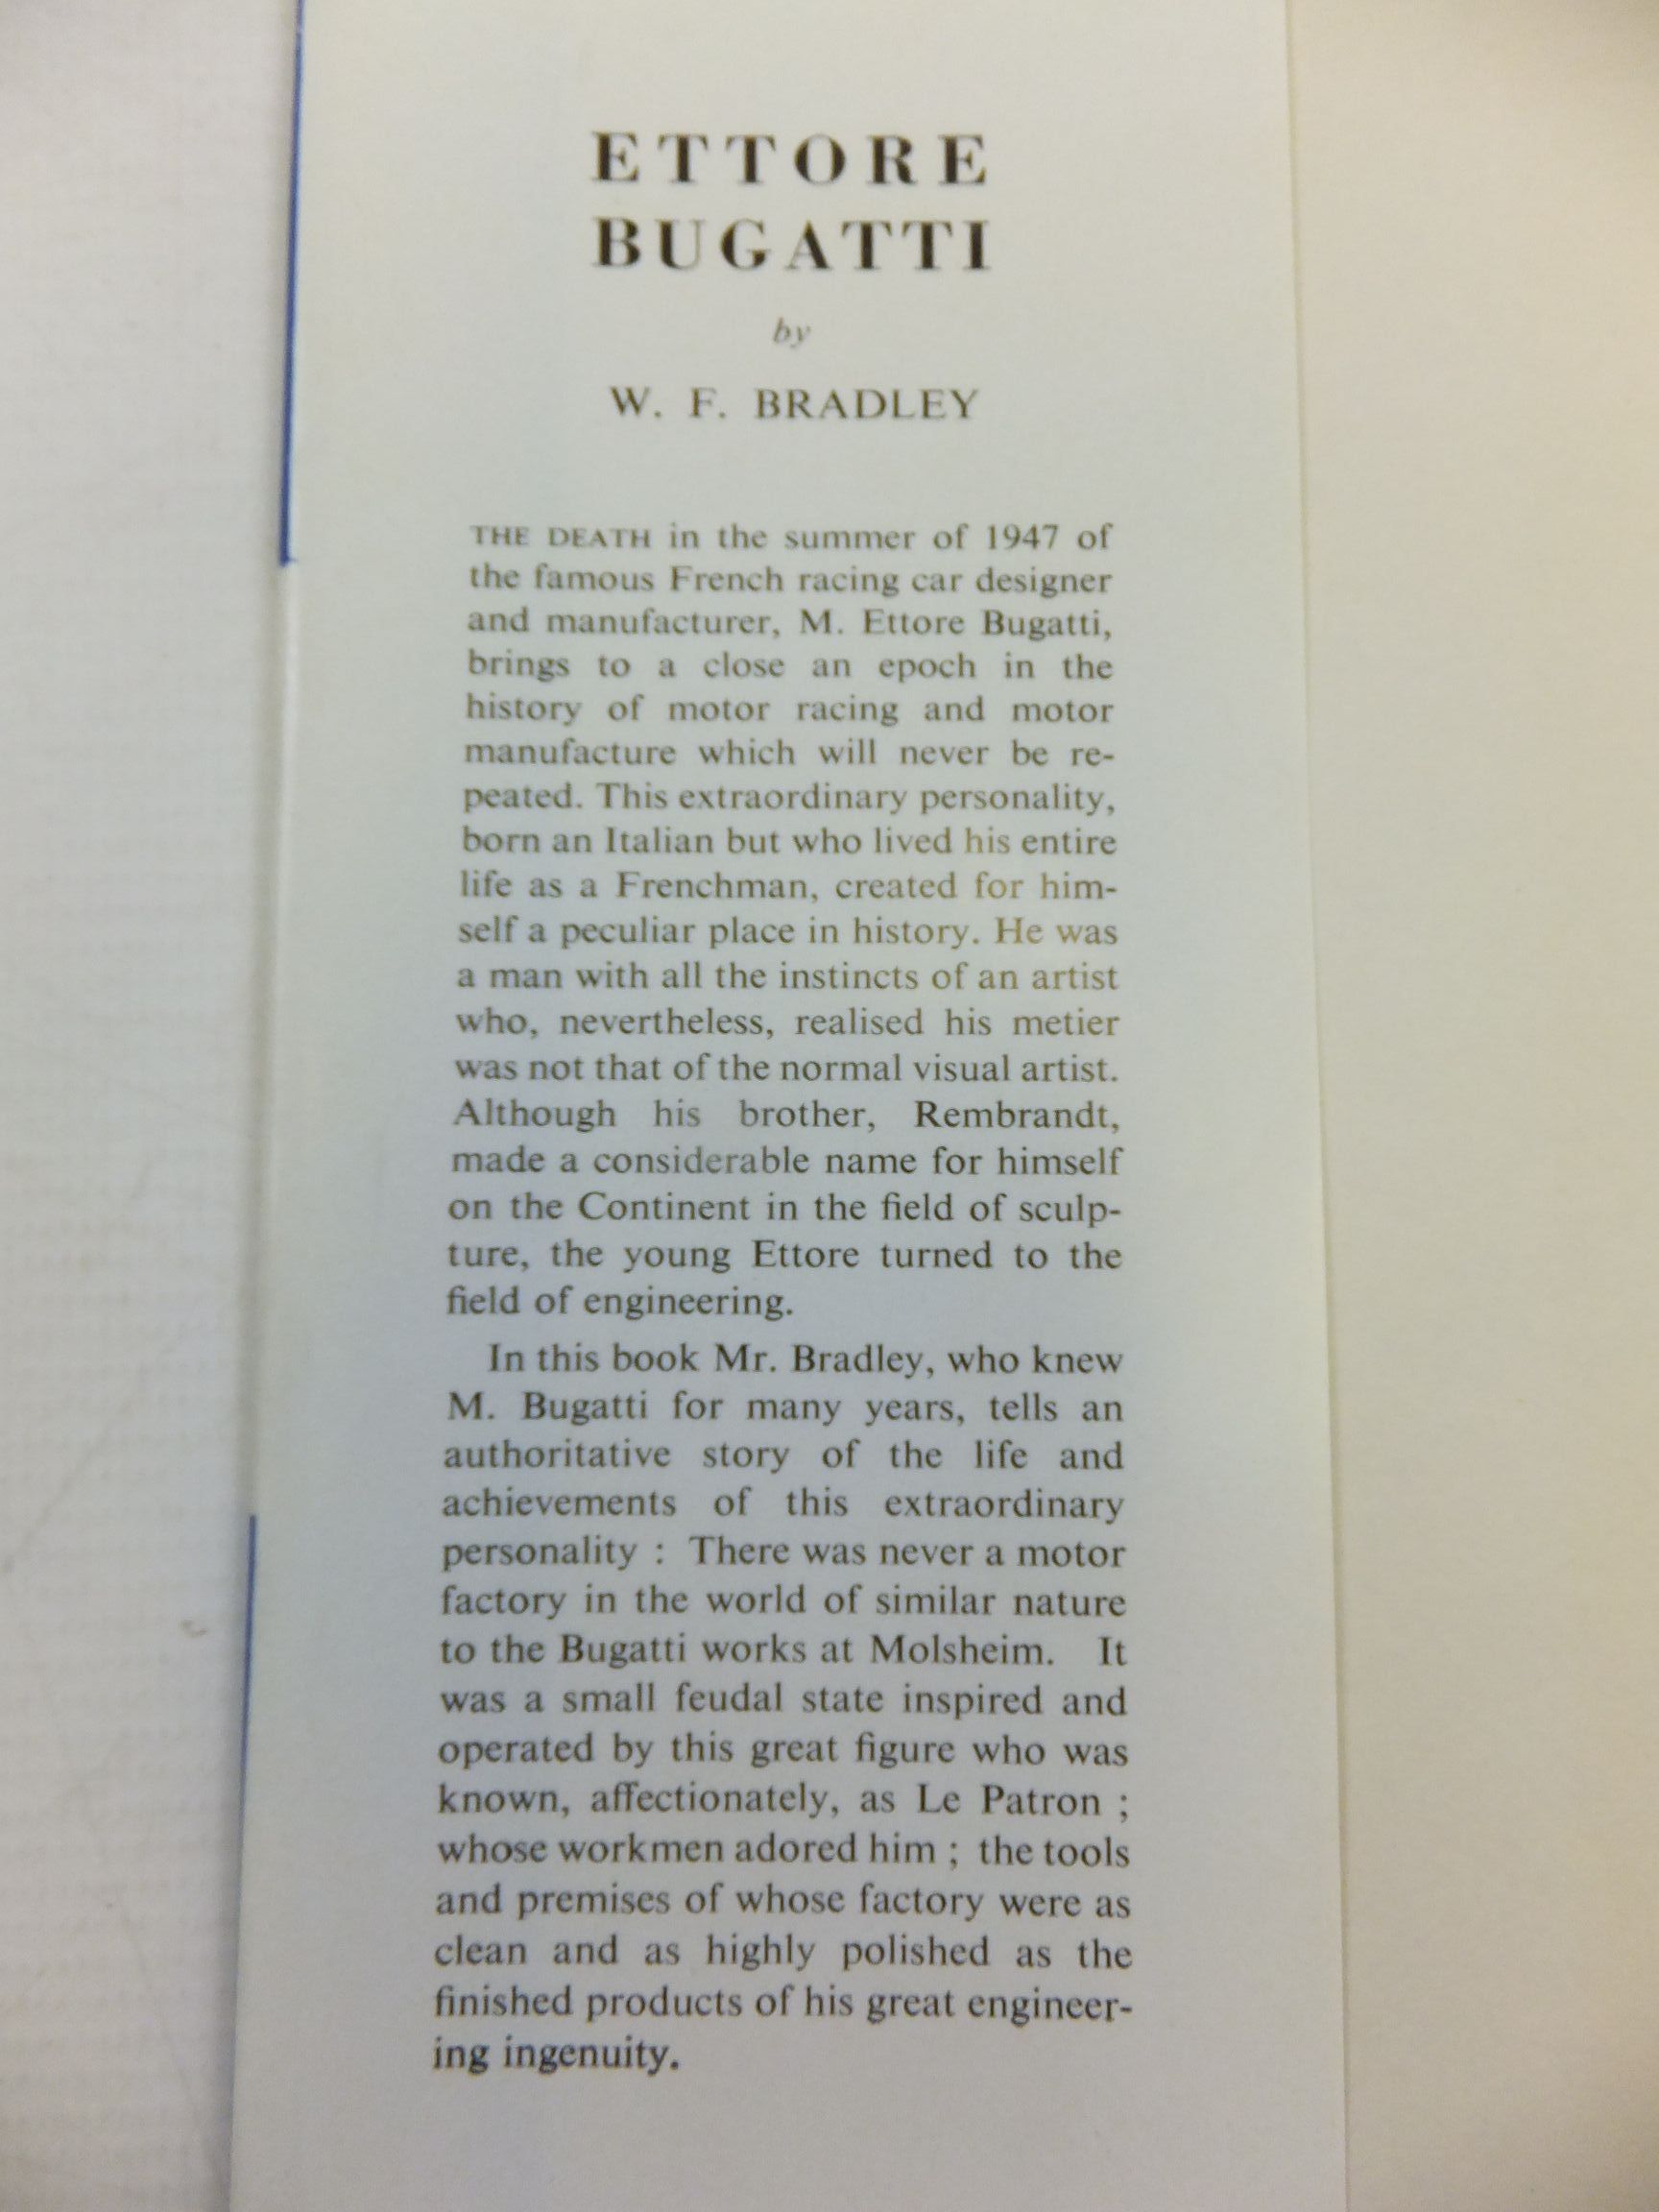 ETTORE
BUGATTI
by
W. F. BRADLEY
THE DEATH in the summer of 1947 of
the famous French racing car designer
and manufacturer, M. Ettore Bugatti,
brings to a close an epoch in the
history of motor racing and motor
manufacture which will never be re-
peated. This extraordinary personality,
born an Italian but who lived his entire
life as a Frenchman, created for him-
self a peculiar place in history. He was
a man with all the instincts of an artist
who, nevertheless, realised his metier
was not that of the normal visual artist.
Although his brother, Rembrandt,
made a considerable name for himself
on the Continent in the field of sculp-
ture, the young Ettore turned to the
field of engineering.
In this book Mr. Bradley, who knew
M. Bugatti for many years, tells an
authoritative story of the life and
achievements of this extraordinary
personality : There was never a motor
factory in the world of similar nature
to the Bugatti works at Molsheim. It
was a small feudal state inspired and
operated by this great figure who was
known, affectionately, as Le Patron ;
whose workmen adored him ; the tools
and premises of whose factory were as
clean and as highly polished as the
finished products of his great engineer-
ing ingenuity.